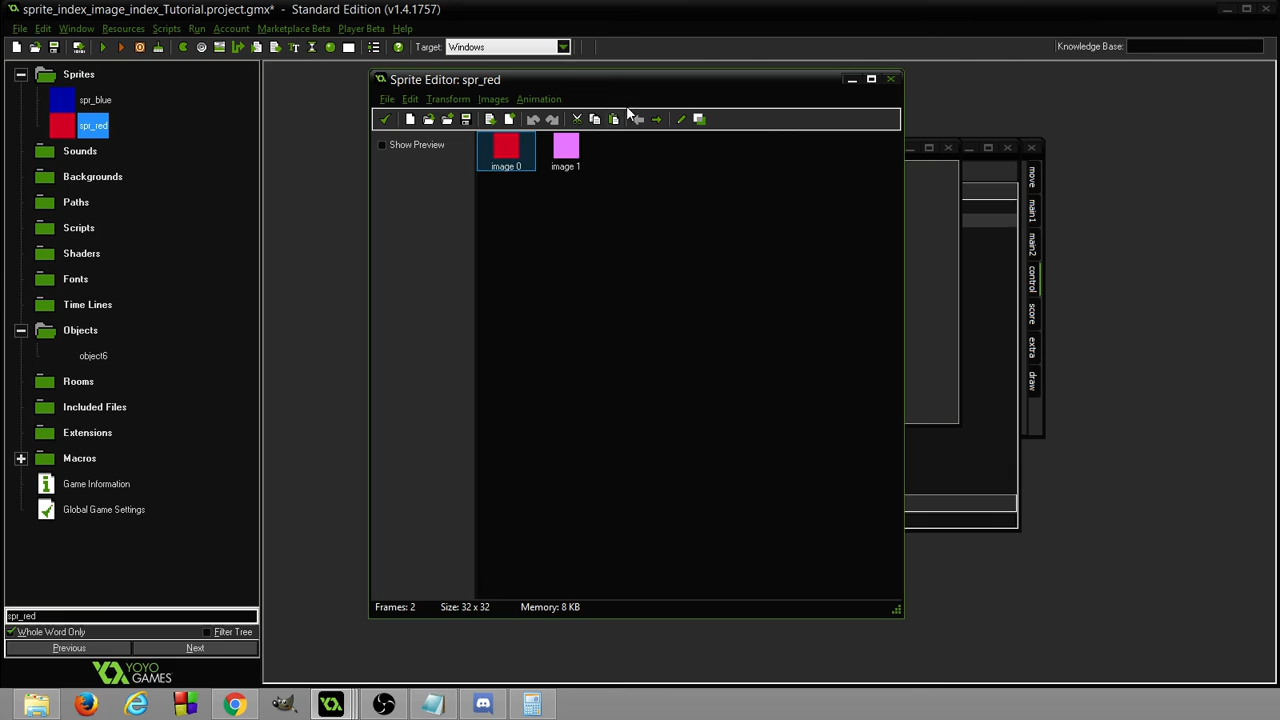 sprite_index_image_index_Tutorial.project.gmx* - Standard Edition (v1.4.1757)
File Edit Window Resources Scripts Run Account Marketplace Beta Player Beta Help
Target: Windows
Knowledge Base:
Sprites
spr_blue
spr_red
Sounds
Backgrounds
Paths
Scripts
Shaders
Fonts
Time Lines
Objects
object6
Rooms
Included Files
Extensions
Macros
Game Information
Global Game Settings
spr_red
Whole Word Only Filter Tree
Previous Next
YOYO
GAMES™
Sprite Editor: spr_red
File Edit Transform Images Animation
Show Preview
image 0 image 1
Frames: 2 Size: 32 x 32 Memory: 8 KB
move
main1
main2
control
score
extra
draw